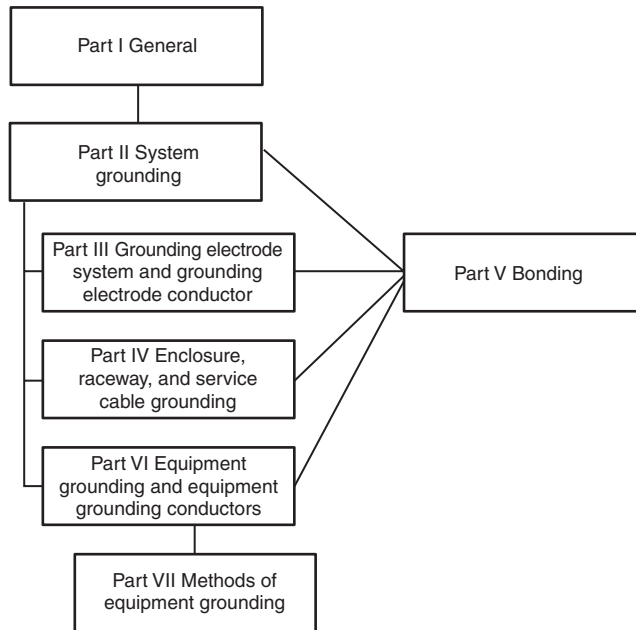 Part I General
Part II System
grounding
Part III Grounding electrode
system and grounding
electrode conductor
Part V Bonding
Part IV Enclosure,
raceway, and service
cable grounding
Part VI Equipment
grounding and equipment
grounding conductors
Part VII Methods of
equipment grounding